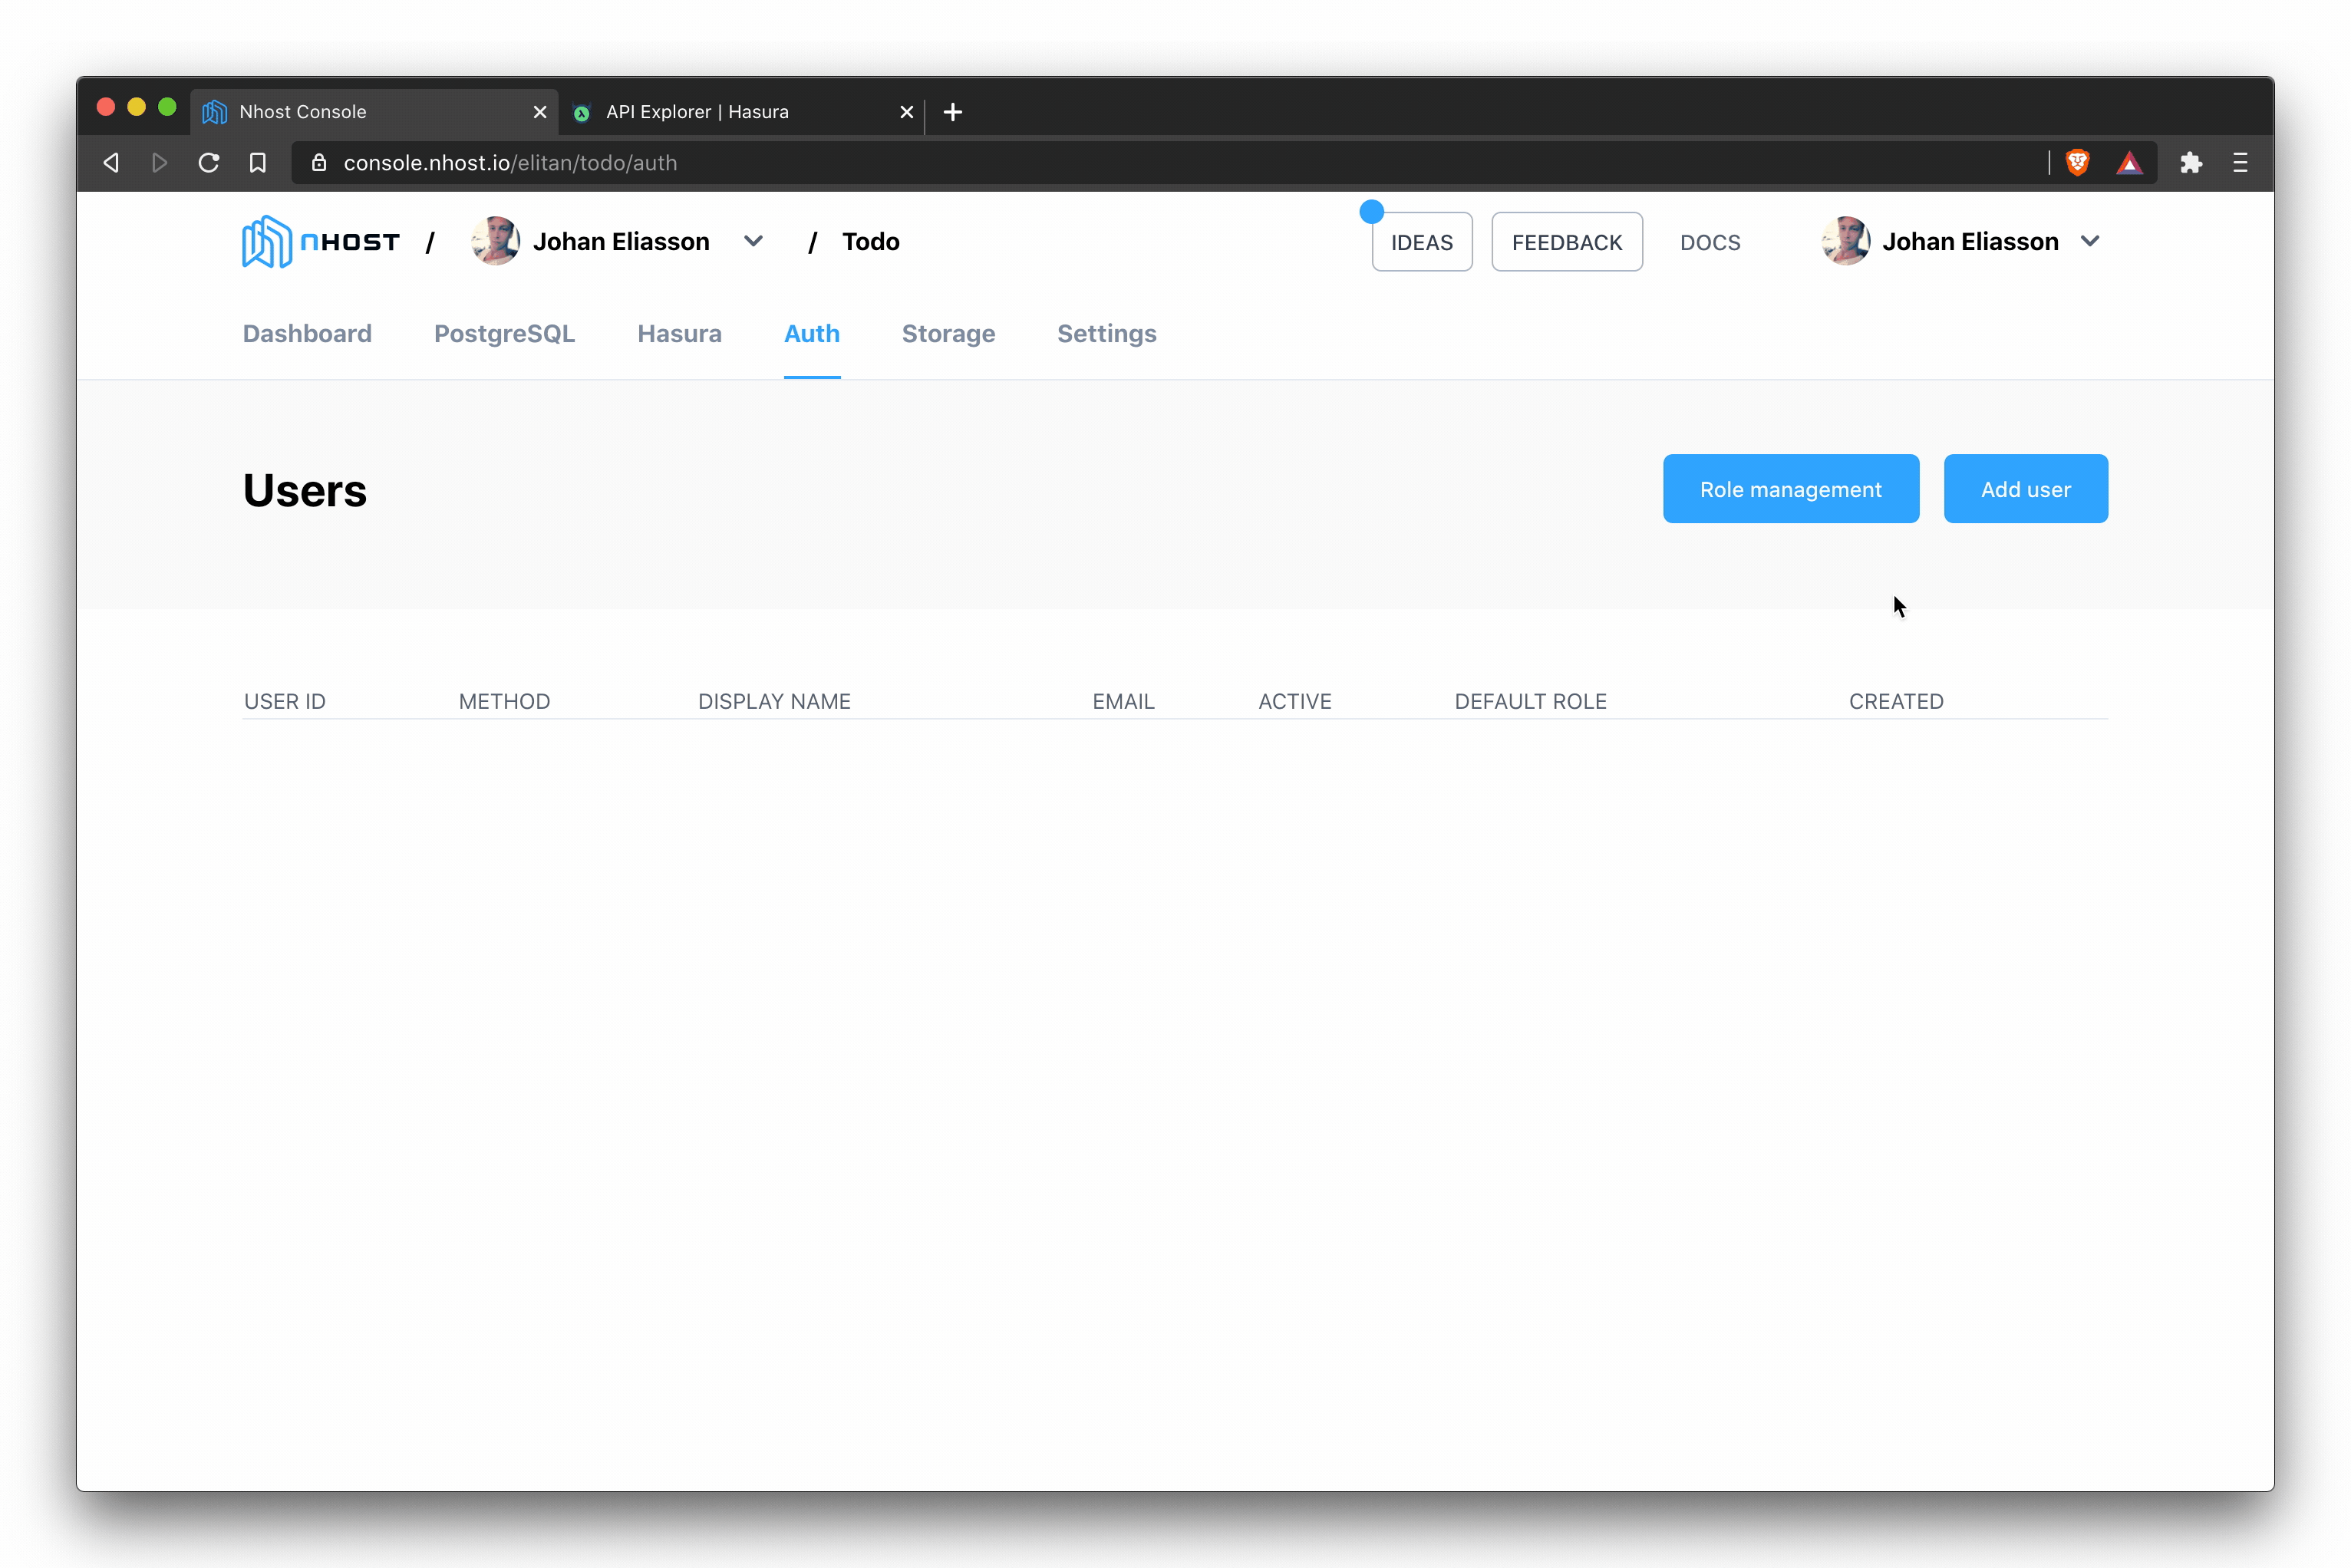 Nhost Console
API Explorer | Hasura
console.nhost.io/elitan/todo/auth
nHOST / Johan Eliasson / Todo
IDEAS FEEDBACK DOCS Johan Eliasson
Dashboard PostgreSQL Hasura Auth Storage Settings
Users
Role management Add user
USER ID METHOD DISPLAY NAME EMAIL ACTIVE DEFAULT ROLE CREATED